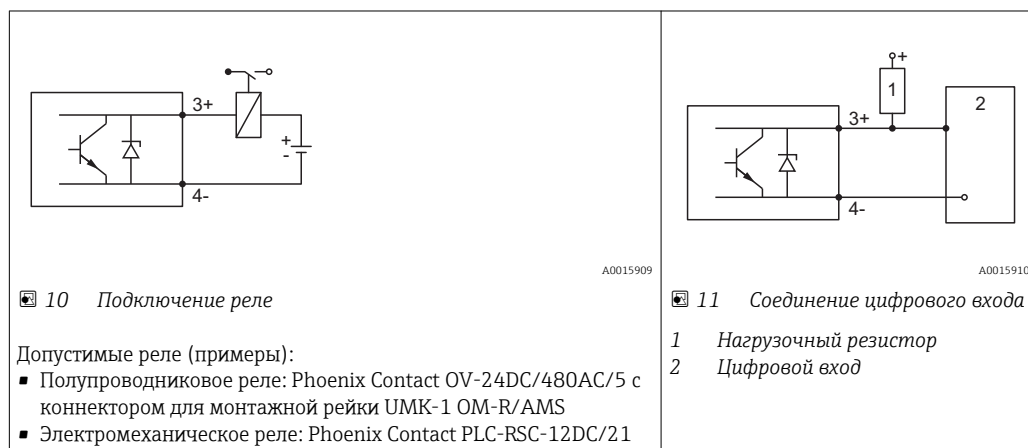 3+
+
-
4-
A0015909
10 Подключение реле
Допустимые реле (примеры):
▪ Полупроводниковое реле: Phoenix Contact OV-24DC/480AC/5 с
коннектором для монтажной рейки UMK-1 OM-R/AMS
▪ Электромеханическое реле: Phoenix Contact PLC-RSC-12DC/21
+
1
2
3+
4-
A0015910
11 Соединение цифрового входа
1 Нагрузочный резистор
2 Цифровой вход